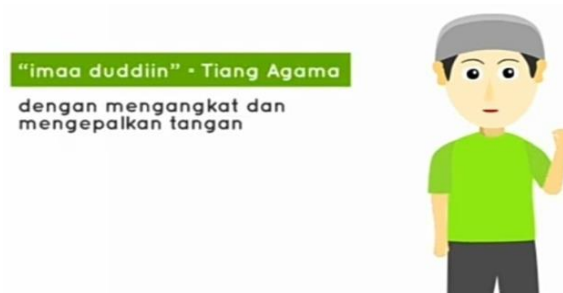 “imaa duddiin” - Tiang Agama
dengan mengangkat dan
mengepalkan tangan